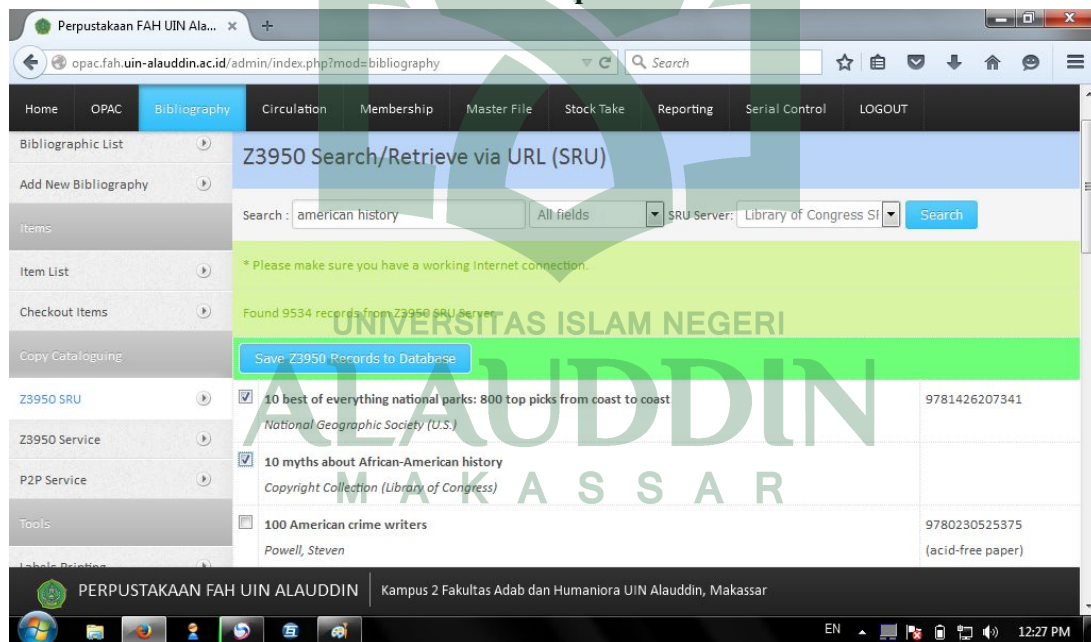 Perpustakaan FAH UIN Ala... × +
opac.fah.uin-alauddin.ac.id/admin/index.php?mod=bibliography
Search
Home OPAC Bibliography Circulation Membership Master File Stock Take Reporting Serial Control LOGOUT
Bibliographic List
Add New Bibliography
Items
Item List
Checkout Items
Copy Cataloguing
Z3950 SRU
Z3950 Service
P2P Service
Tools
Labels Printing
Z3950 Search/Retrieve via URL (SRU)
Search : american history All fields SRU Server: Library of Congress Search
* Please make sure you have a working Internet connection.
Found 9534 records from Z3950 SRU Server.
Save Z3950 Records to Database
10 best of everything national parks: 800 top picks from coast to coast 9781426207341
National Geographic Society (U.S.)
10 myths about African-American history
Copyright Collection (Library of Congress)
100 American crime writers 9780230525375
Powell, Steven (acid-free paper)
UNIVERSITAS ISLAM NEGERI
ALAUDDIN
MAKASSAR
PERPUSTAKAAN FAH UIN ALAUDDIN Kampus 2 Fakultas Adab dan Humaniora UIN Alauddin, Makassar
EN 12:27 PM